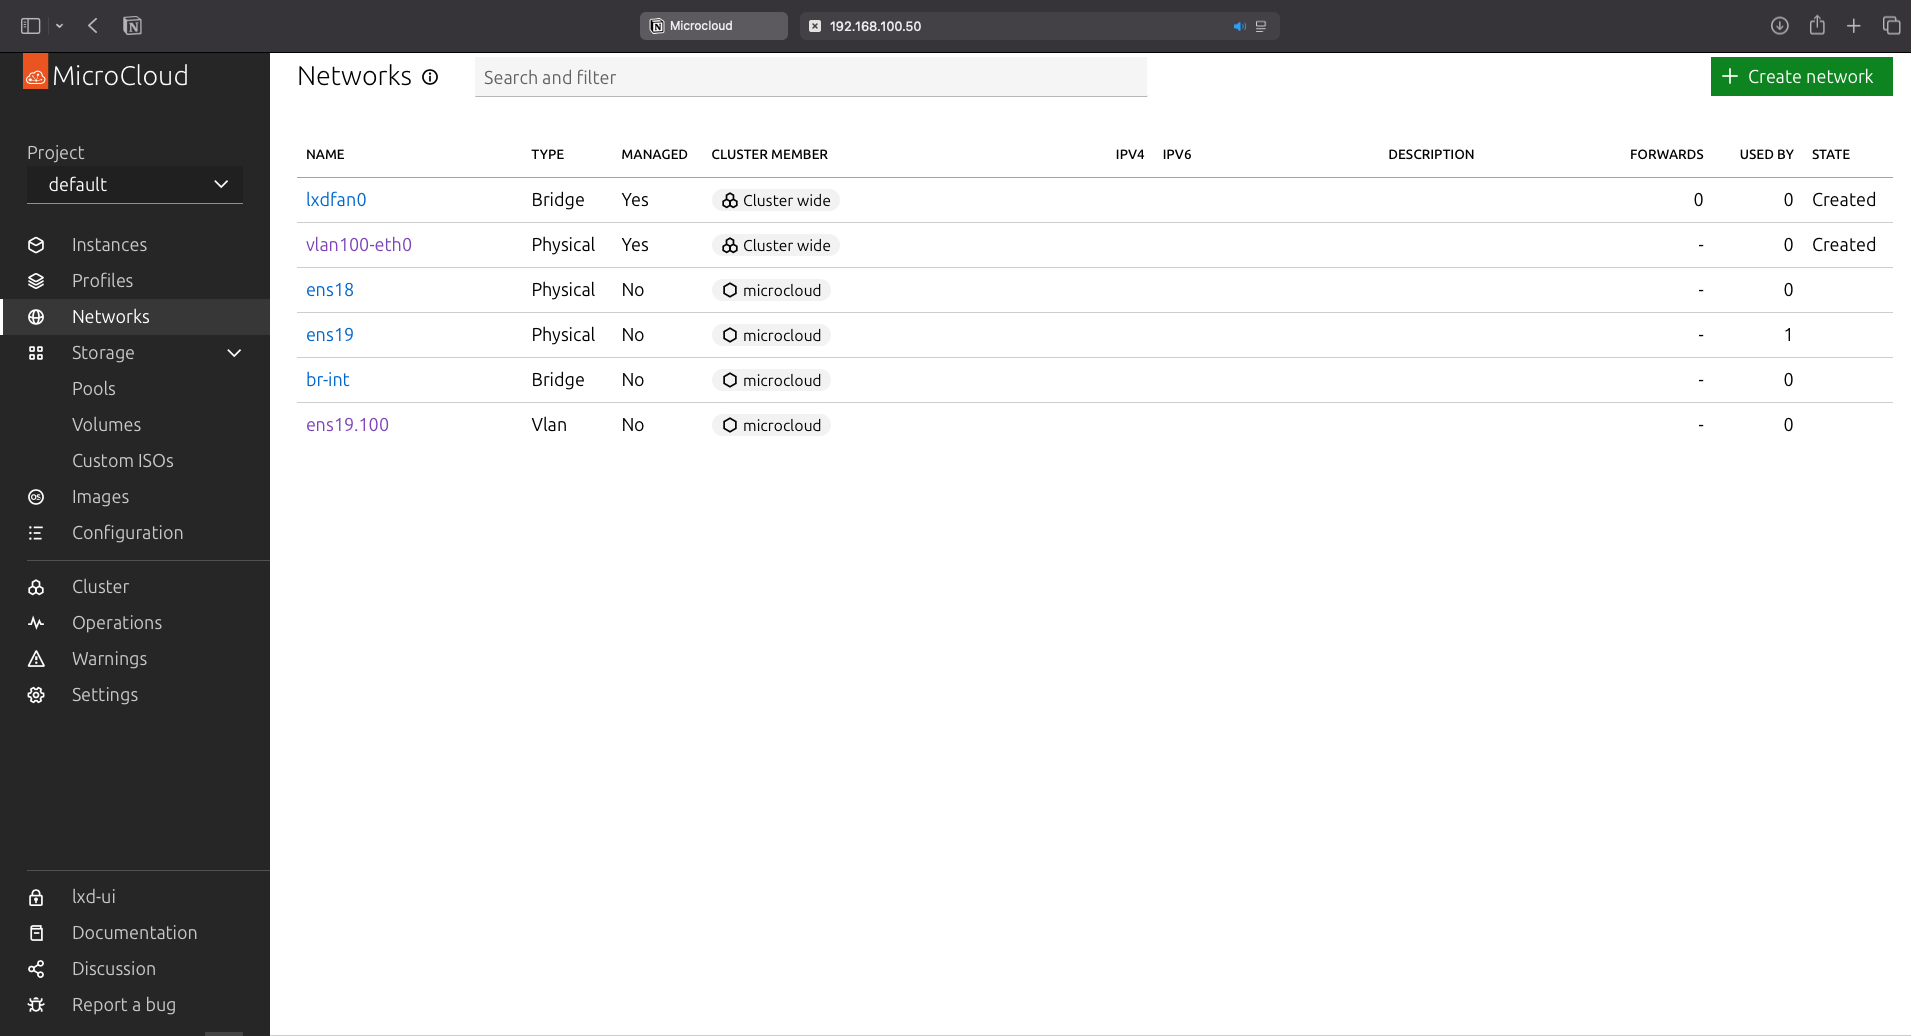 Microcloud
192.168.100.50
MicroCloud
Project
default
Instances
Profiles
Networks
Storage
Pools
Volumes
Custom ISOs
Images
Configuration
Cluster
Operations
Warnings
Settings
lxd-ui
Documentation
Discussion
Report a bug
Networks
Search and filter
+ Create network
NAME TYPE MANAGED CLUSTER MEMBER IPV4 IPV6 DESCRIPTION FORWARDS USED BY STATE
lxdfan0 Bridge Yes Cluster wide 0 0 Created
vlan100-eth0 Physical Yes Cluster wide - 0 Created
ens18 Physical No microcloud - 0
ens19 Physical No microcloud - 1
br-int Bridge No microcloud - 0
ens19.100 Vlan No microcloud - 0